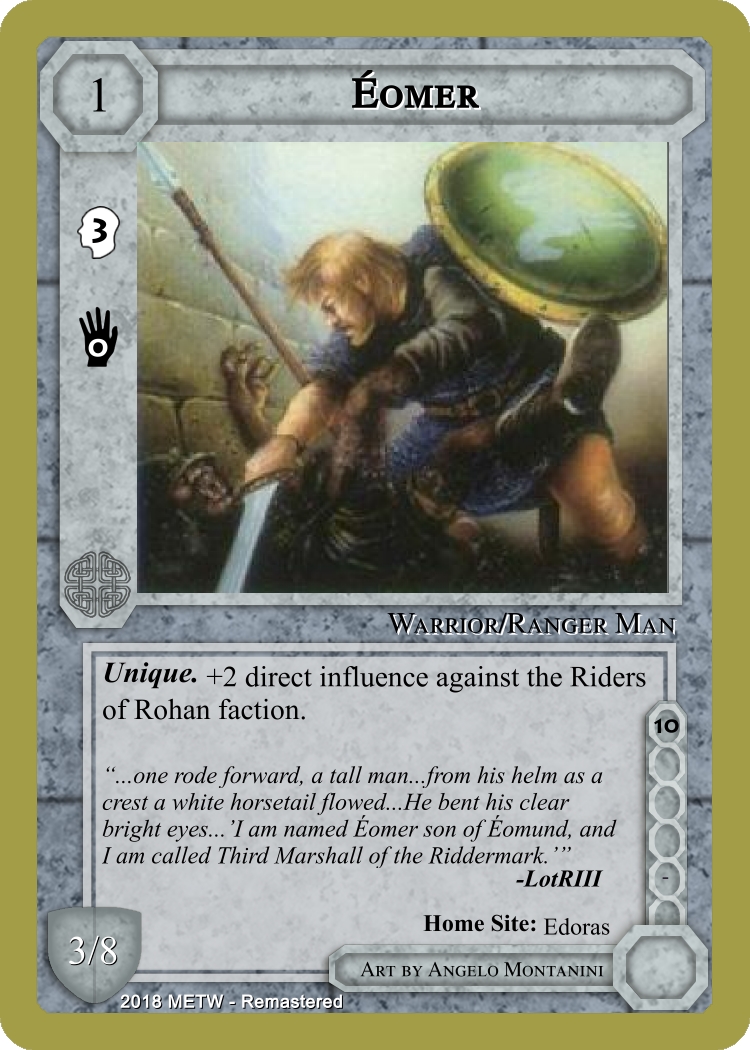 1
Éomer
3
0
Warrior/Ranger Man
Unique. +2 direct influence against the Riders
of Rohan faction.
10
“...one rode forward, a tall man...from his helm as a
crest a white horsetail flowed...He bent his clear
bright eyes...’I am named Éomer son of Éomund, and
I am called Third Marshall of the Riddermark.’”
-
-LotRIII
Home Site: Edoras
3/8
Art by Angelo Montanini
2018 METW - Remastered